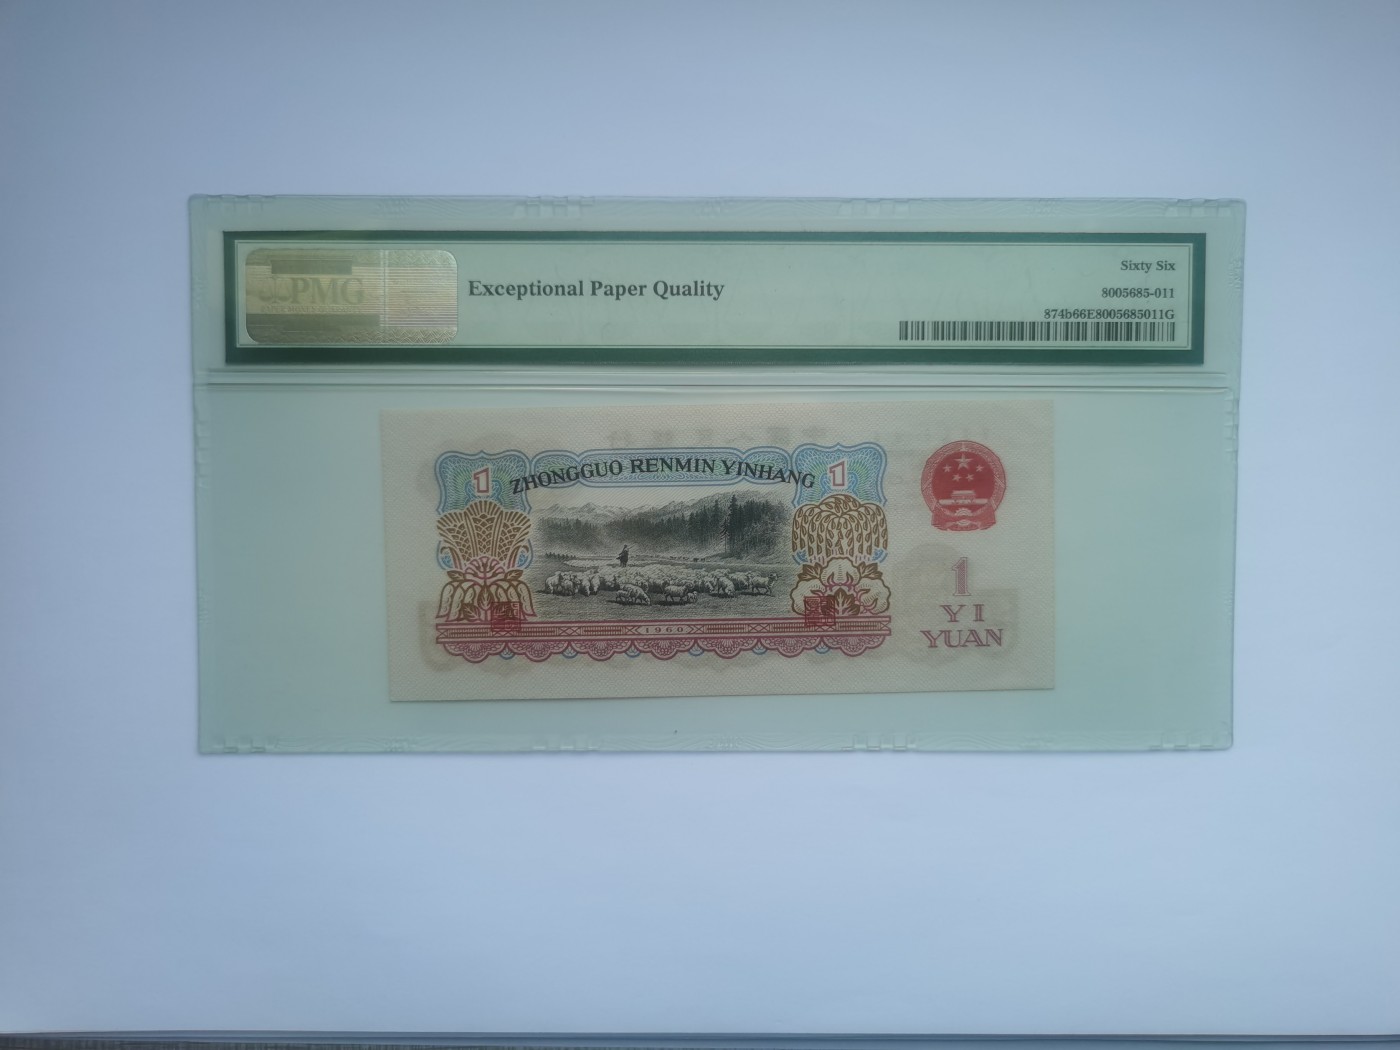 PMG
Exceptional Paper Quality
Sixty Six
8005685-011
874b66E8005685011G
1
ZHONGGUO RENMIN YINHANG
1
1960
1
YI
YUAN